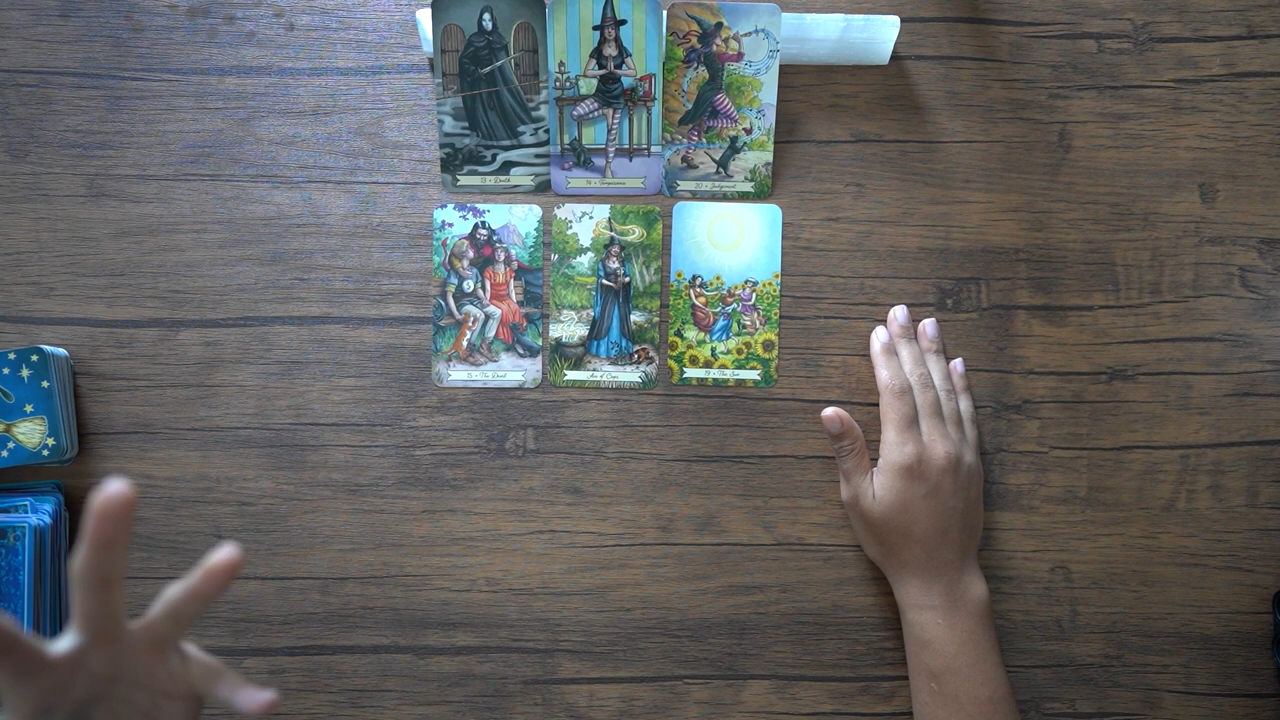 13 • Death
14 • Temperance
20 • Judgement
15 • The Devil
Ace of Cups
19 • The Sun